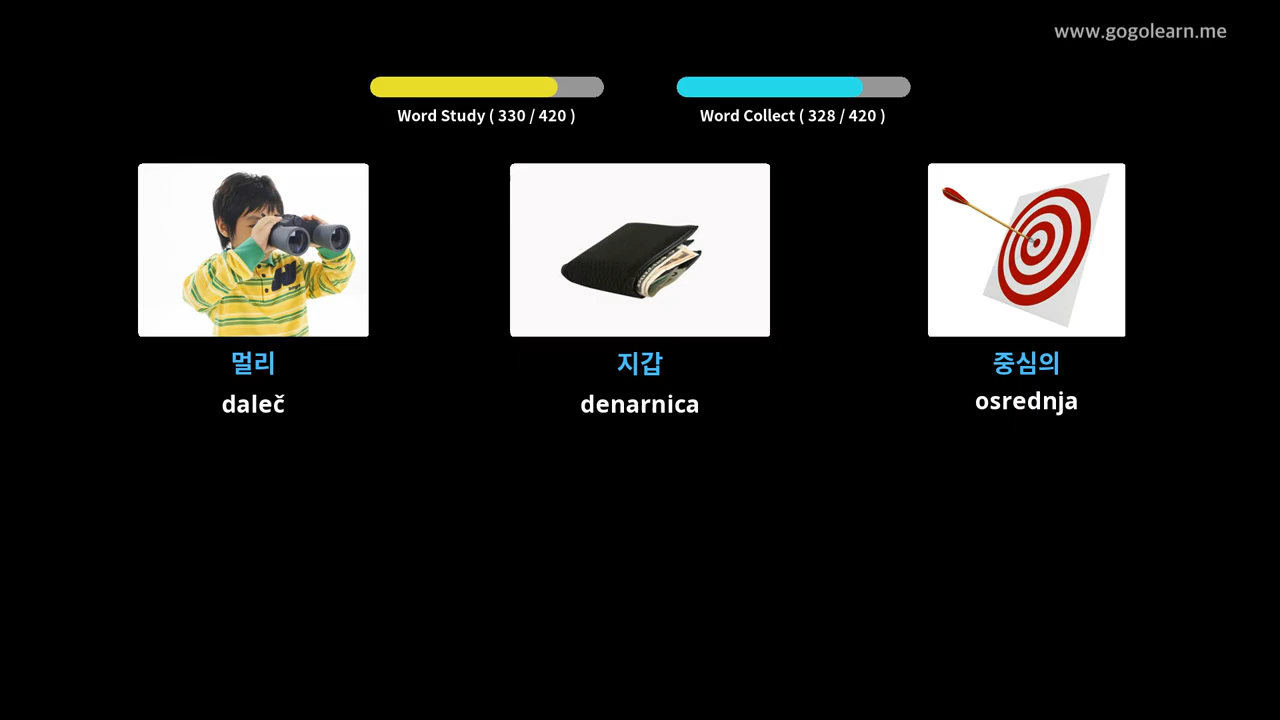 www.gogolearn.me
Word Study ( 330 / 420 )
Word Collect ( 328 / 420 )
멀리
daleč
지갑
denarnica
중심의
osrednja